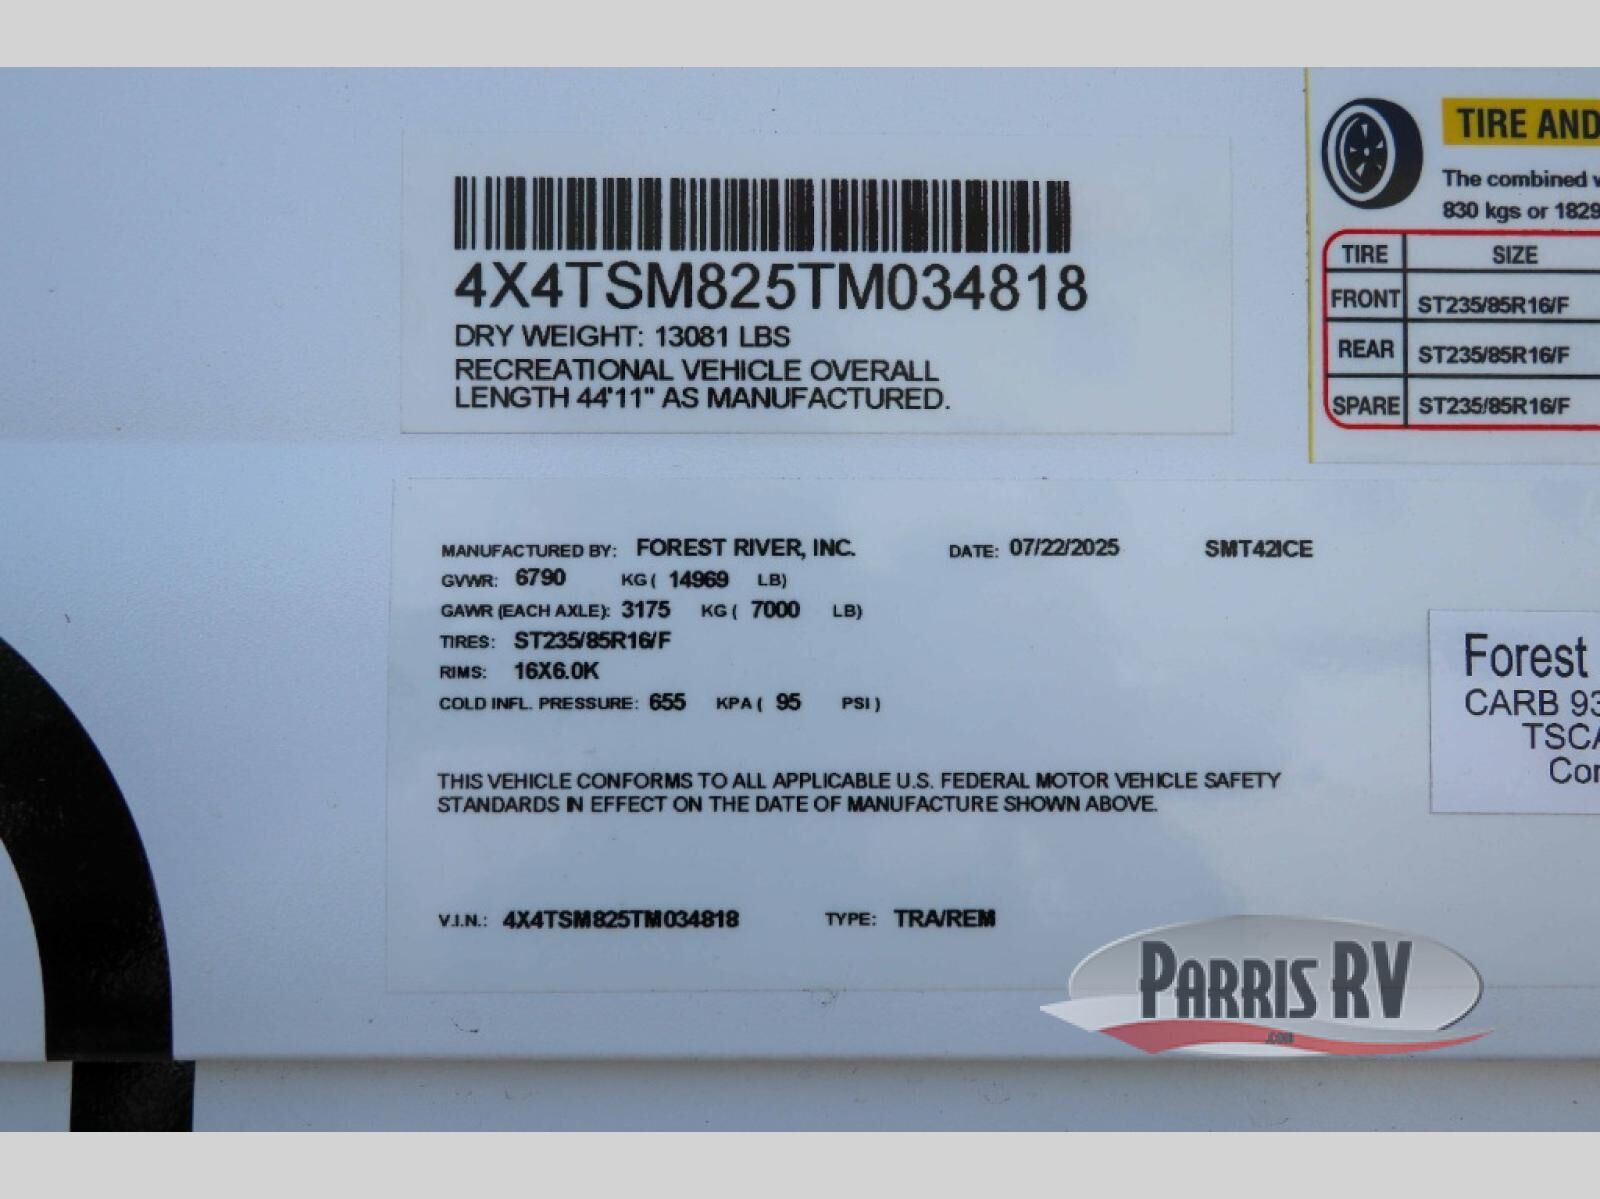 4X4TSM825TM034818
DRY WEIGHT: 13081 LBS
RECREATIONAL VEHICLE OVERALL
LENGTH 44'11" AS MANUFACTURED.
TIRE AND
The combined
830 kgs or 1829
TIRE SIZE
FRONT ST235/85R16/F
REAR ST235/85R16/F
SPARE ST235/85R16/F
MANUFACTURED BY: FOREST RIVER, INC. DATE: 07/22/2025 SMT42ICE
GVWR: 6790 KG ( 14969 LB)
GAWR (EACH AXLE): 3175 KG ( 7000 LB)
TIRES: ST235/85R16/F
RIMS: 16X6.0K
COLD INFL. PRESSURE: 655 KPA ( 95 PSI )
THIS VEHICLE CONFORMS TO ALL APPLICABLE U.S. FEDERAL MOTOR VEHICLE SAFETY
STANDARDS IN EFFECT ON THE DATE OF MANUFACTURE SHOWN ABOVE.
V.I.N.: 4X4TSM825TM034818 TYPE: TRA/REM
Forest
CARB 93
TSCA
Con
PARRIS RV
.COM